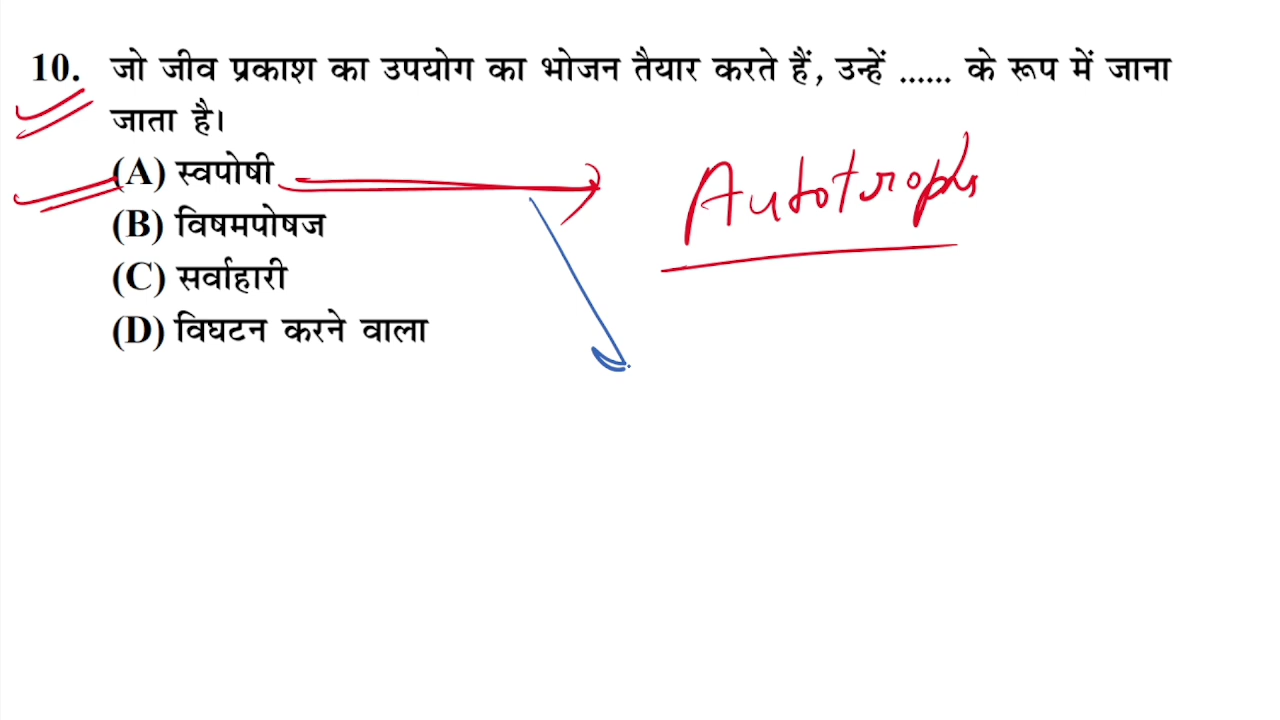 10. जो जीव प्रकाश का उपयोग का भोजन तैयार करते हैं, उन्हें ...... के रूप में जाना
जाता है।
(A) स्वपोषी
Autotrophs
(B) विषमपोषज
(C) सर्वाहारी
(D) विघटन करने वाला